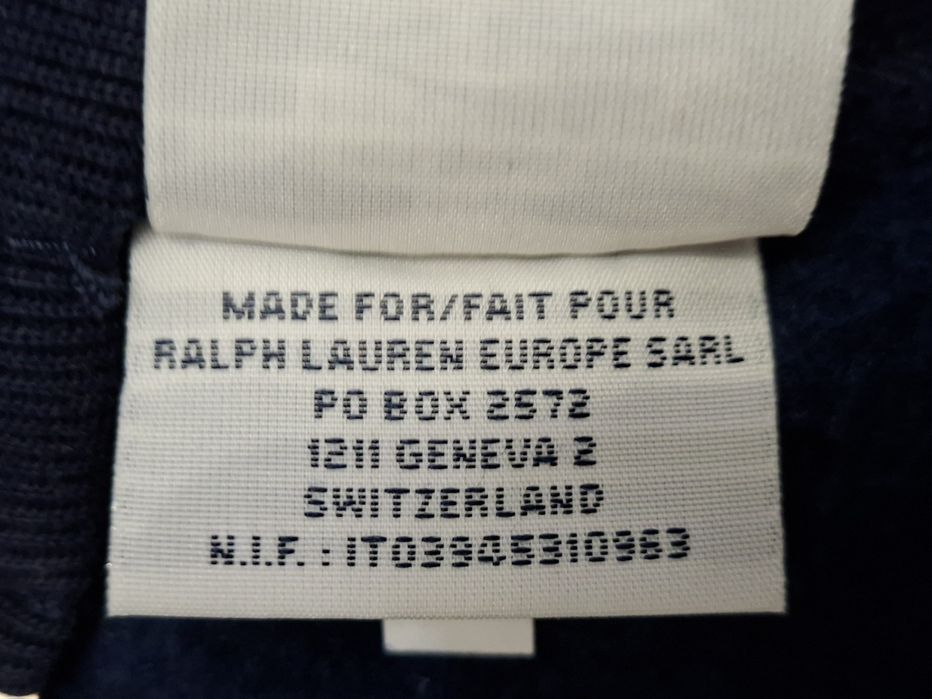 MADE FOR/FAIT POUR
RALPH LAUREN EUROPE SARL
PO BOX 2572
1211 GENEVA 2
SWITZERLAND
N.I.F. : IT03945310963